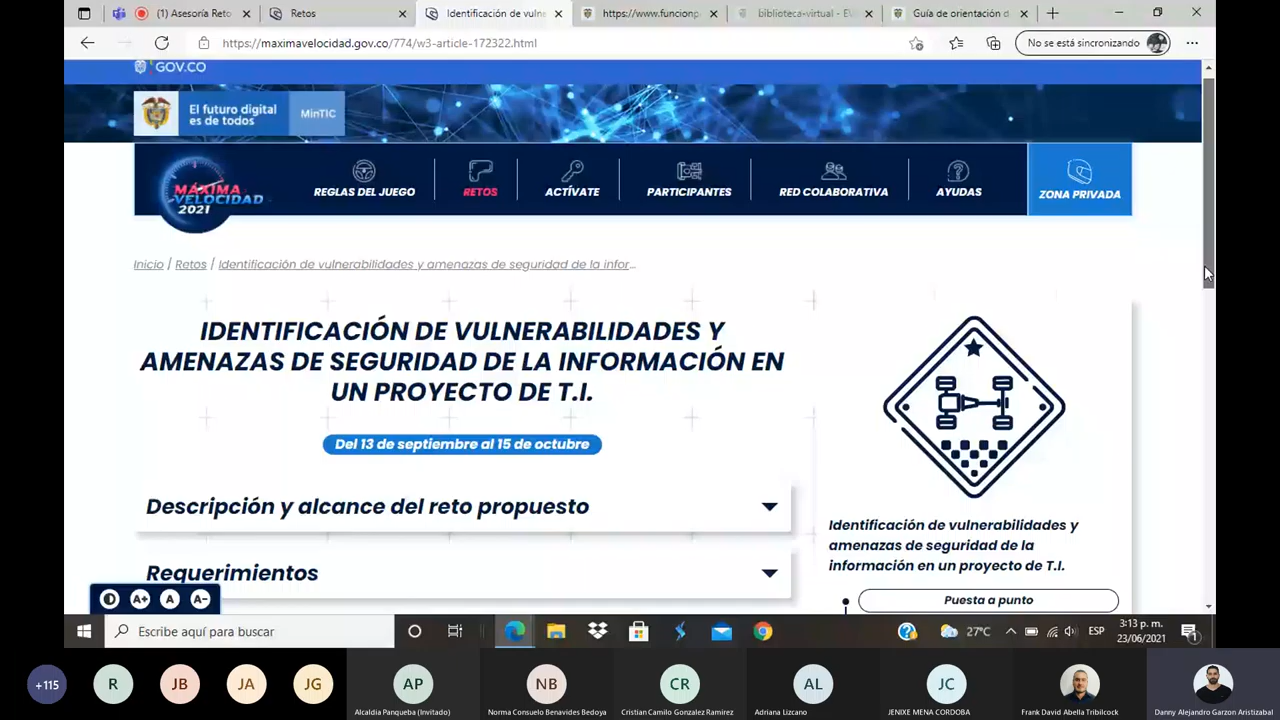 (1) Asesoría Reto
Retos
Identificación de vulne
https://www.funcionp
biblioteca-virtual - EV
Guía de orientación d
https://maximavelocidad.gov.co/774/w3-article-172322.html
No se está sincronizando
GOV.CO
El futuro digital
es de todos
MinTIC
MÁXIMA
VELOCIDAD
2021
REGLAS DEL JUEGO
RETOS
ACTÍVATE
PARTICIPANTES
RED COLABORATIVA
AYUDAS
ZONA PRIVADA
Inicio / Retos / Identificación de vulnerabilidades y amenazas de seguridad de la infor...
IDENTIFICACIÓN DE VULNERABILIDADES Y
AMENAZAS DE SEGURIDAD DE LA INFORMACIÓN EN
UN PROYECTO DE T.I.
Del 13 de septiembre al 15 de octubre
Descripción y alcance del reto propuesto
Requerimientos
Identificación de vulnerabilidades y
amenazas de seguridad de la
información en un proyecto de T.I.
Puesta a punto
A+ A A-
Escribe aquí para buscar
27°C
ESP
3:13 p. m.
23/06/2021
1
+115
R
JB
JA
JG
AP
NB
CR
AL
JC
Alcaldia Panqueba (Invitado)
Norma Consuelo Benavides Bedoya
Cristian Camilo Gonzalez Ramirez
Adriana Lizcano
JENIXE MENA CORDOBA
Frank David Abella Tribilcock
Danny Alejandro Garzon Aristizabal